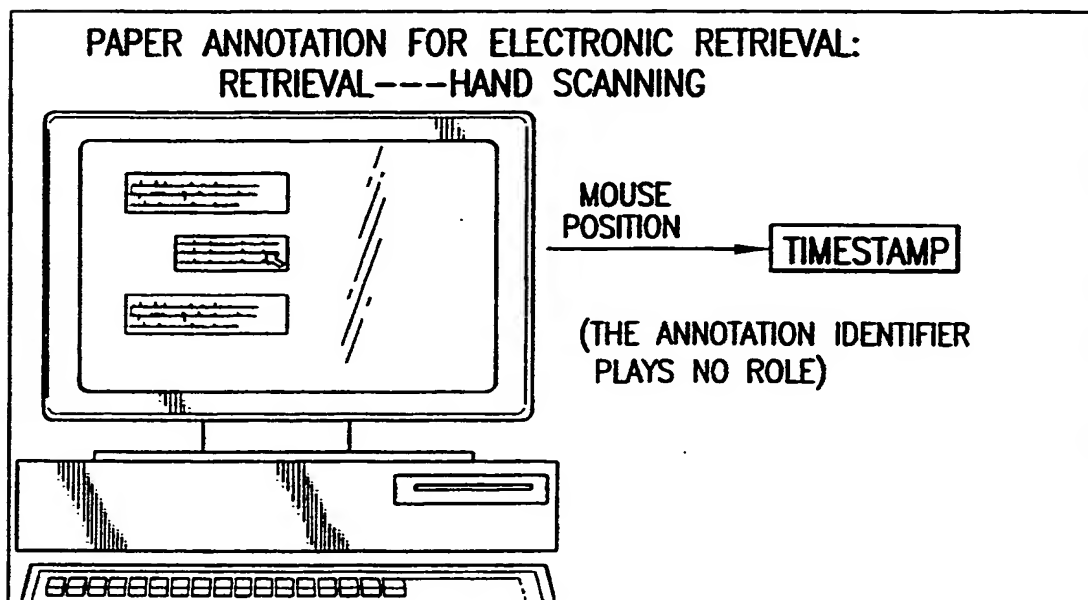 PAPER ANNOTATION FOR ELECTRONIC RETRIEVAL:
RETRIEVAL---HAND SCANNING
MOUSE
POSITION
TIMESTAMP
(THE ANNOTATION IDENTIFIER
PLAYS NO ROLE)